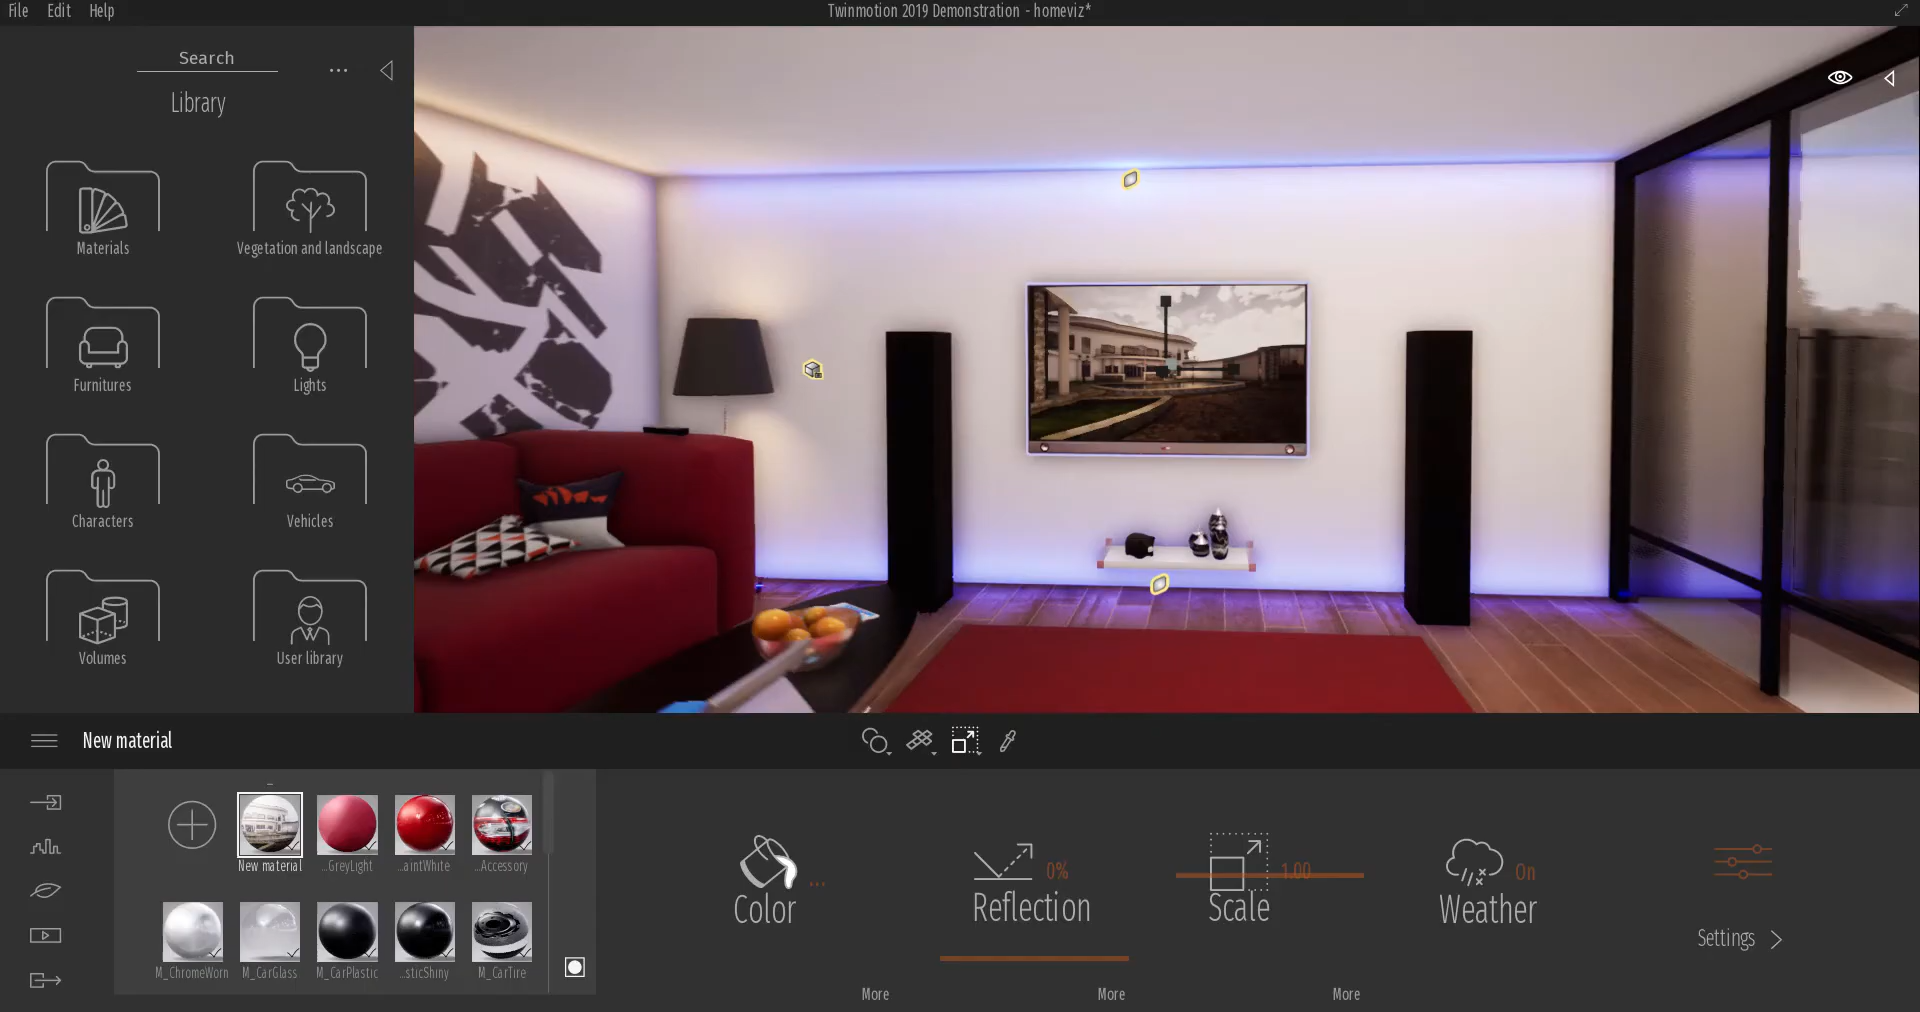 File Edit Help
Twinmotion 2019 Demonstration - homeviz*
Search
...
Library
Materials
Vegetation and landscape
Furnitures
Lights
Characters
Vehicles
Volumes
User library
New material
New material
...GreyLight
...aintWhite
...Accessory
M_ChromeWorn
M_CarGlass
M_CarPlastic
...sticShiny
M_CarTire
Color
...
Reflection
0%
Scale
1.00
Weather
On
Settings
More
More
More